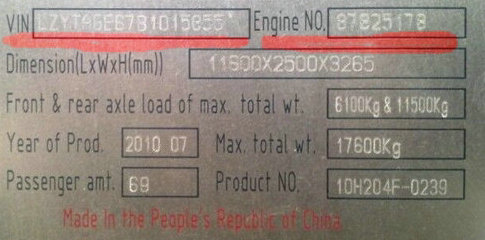 VIN Engine NO. 87825178
Dimension(LxWxH(mm)) 11600X2500X3265
Front & rear axle load of max. total wt. 6100Kg & 11500Kg
Year of Prod. 2010 07 Max. total wt. 17600Kg
Passenger amt. 69 Product NO. 10H204F-0239
Made In the People's Republic of China